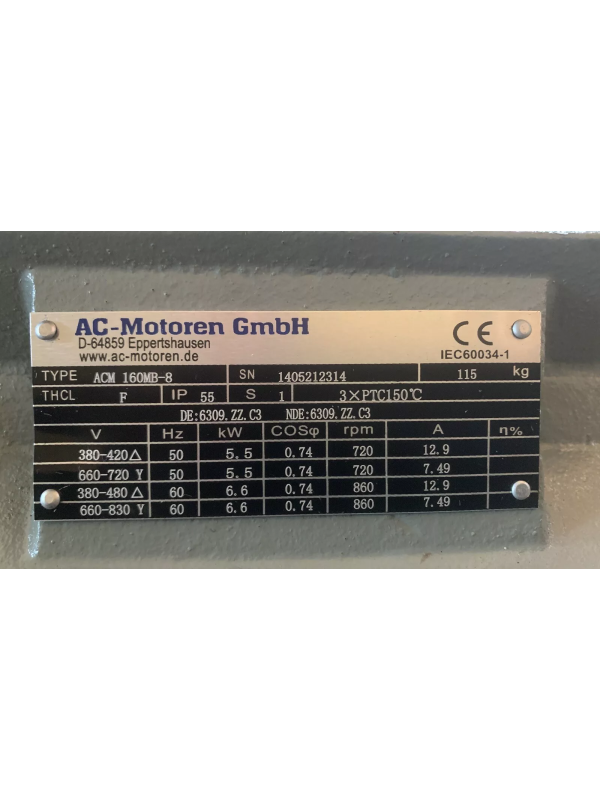 AC-Motoren GmbH
D-64859 Eppertshausen
www.ac-motoren.de
CE
IEC60034-1
TYPE ACM 160MB-8 SN 1405212314 115 kg
THCL F IP 55 S 1 3×PTC150℃
DE:6309.ZZ.C3 NDE:6309.ZZ.C3
V Hz kW COSφ rpm A η%
380-420△ 50 5.5 0.74 720 12.9
660-720 Y 50 5.5 0.74 720 7.49
380-480 △ 60 6.6 0.74 860 12.9
660-830 Y 60 6.6 0.74 860 7.49